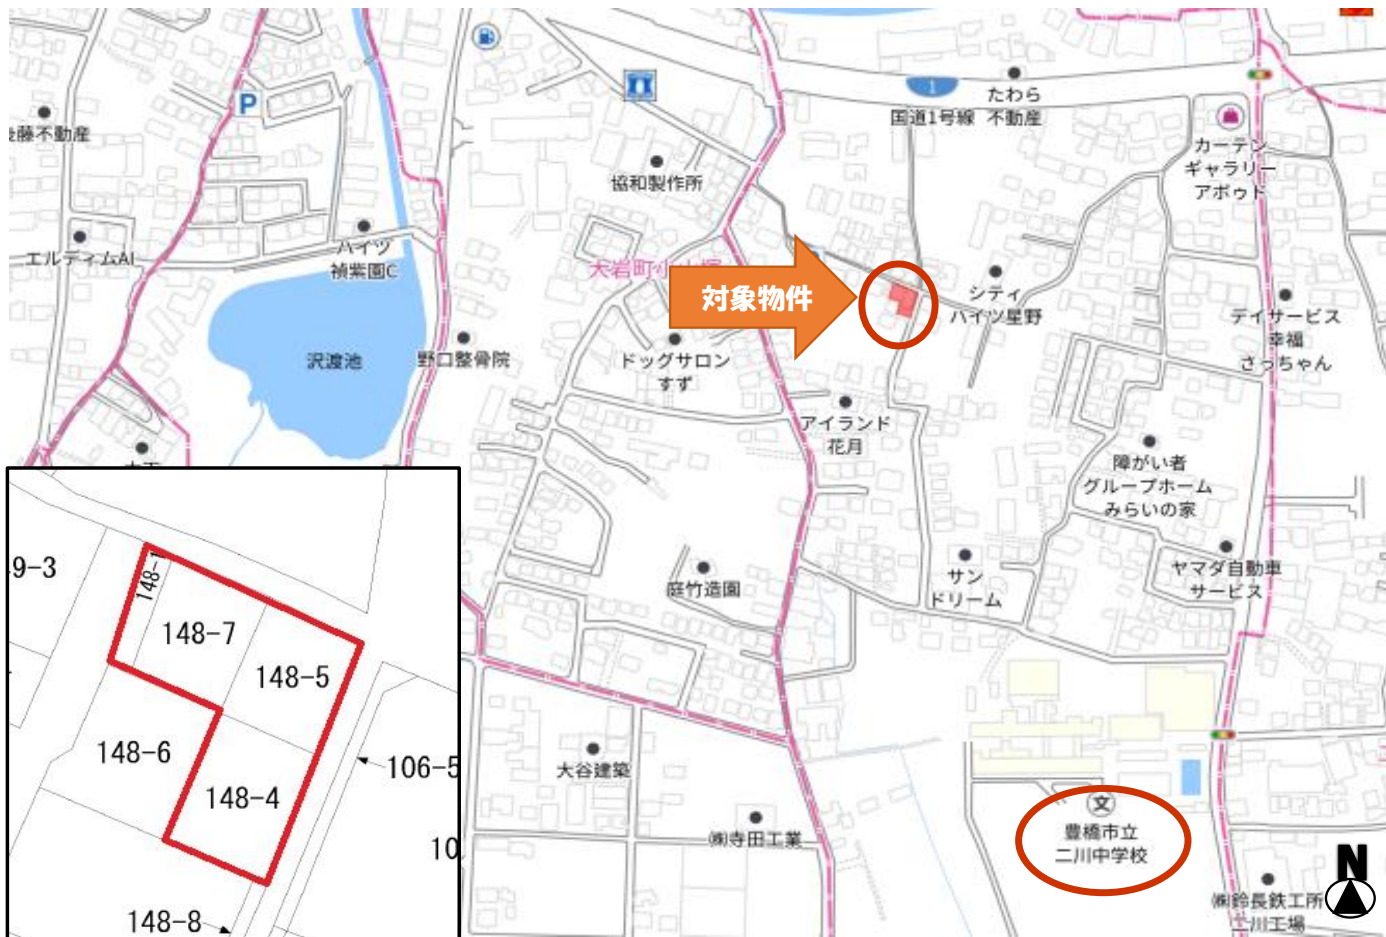 P
1
たわら
不動産
国道1号線
藤不動産
カーテン
ギャラリー
アボゥド
協和製作所
エルディムAI
ハイツ
禎紫園C
大岩町小山塚
対象物件
シティ
ハイツ星野
デイサービス
幸福
さっちゃん
沢渡池
野口整骨院
ドッグサロン
すず
アイランド
花月
障がい者
グループホーム
みらいの家
9-3
148-1
148-7
148-5
148-6
148-4
106-5
10
148-8
庭竹造園
サン
ドリーム
ヤマダ自動車
サービス
大谷建築
㈱寺田工業
文
豊橋市立
二川中学校
N
㈱鈴長鉄工所
二川工場